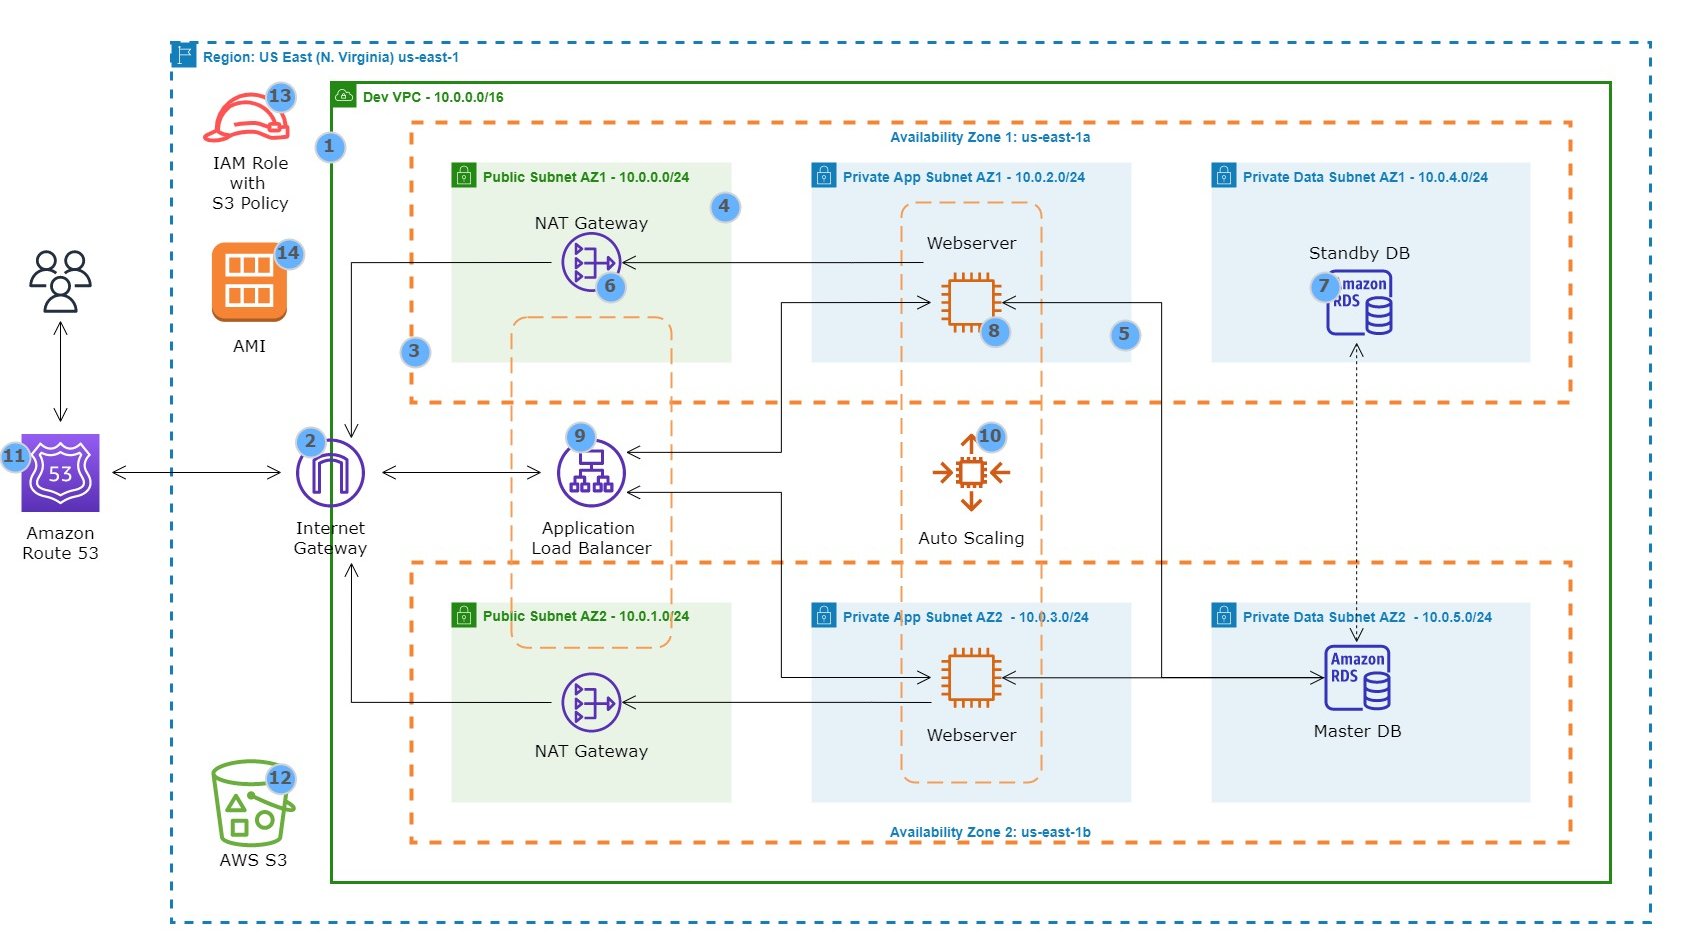 Region: US East (N. Virginia) us-east-1
13
IAM Role
with
S3 Policy
14
AMI
11
53
Amazon
Route 53
12
AWS S3
Dev VPC - 10.0.0.0/16
1
2
Internet
Gateway
Availability Zone 1: us-east-1a
3
Public Subnet AZ1 - 10.0.0.0/24
4
NAT Gateway
6
Private App Subnet AZ1 - 10.0.2.0/24
Webserver
8
5
Private Data Subnet AZ1 - 10.0.4.0/24
Standby DB
7
Amazon
RDS
9
Application
Load Balancer
10
Auto Scaling
Public Subnet AZ2 - 10.0.1.0/24
NAT Gateway
Private App Subnet AZ2 - 10.0.3.0/24
Webserver
Private Data Subnet AZ2 - 10.0.5.0/24
Amazon
RDS
Master DB
Availability Zone 2: us-east-1b